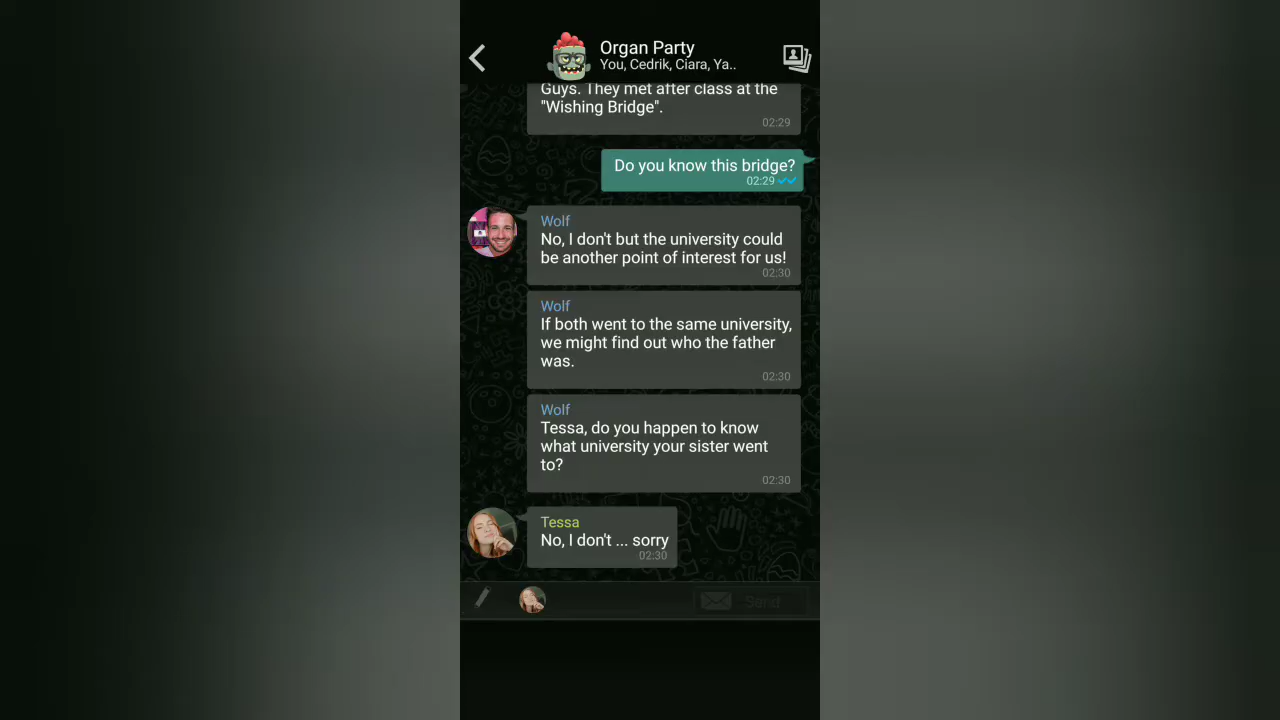 Organ Party
You, Cedrik, Ciara, Ya..
Guys. They met after class at the
"Wishing Bridge".
02:29
Do you know this bridge?
02:29
Wolf
No, I don't but the university could
be another point of interest for us!
02:30
Wolf
If both went to the same university,
we might find out who the father
was.
02:30
Wolf
Tessa, do you happen to know
what university your sister went
to?
02:30
Tessa
No, I don't ... sorry
02:30
Send